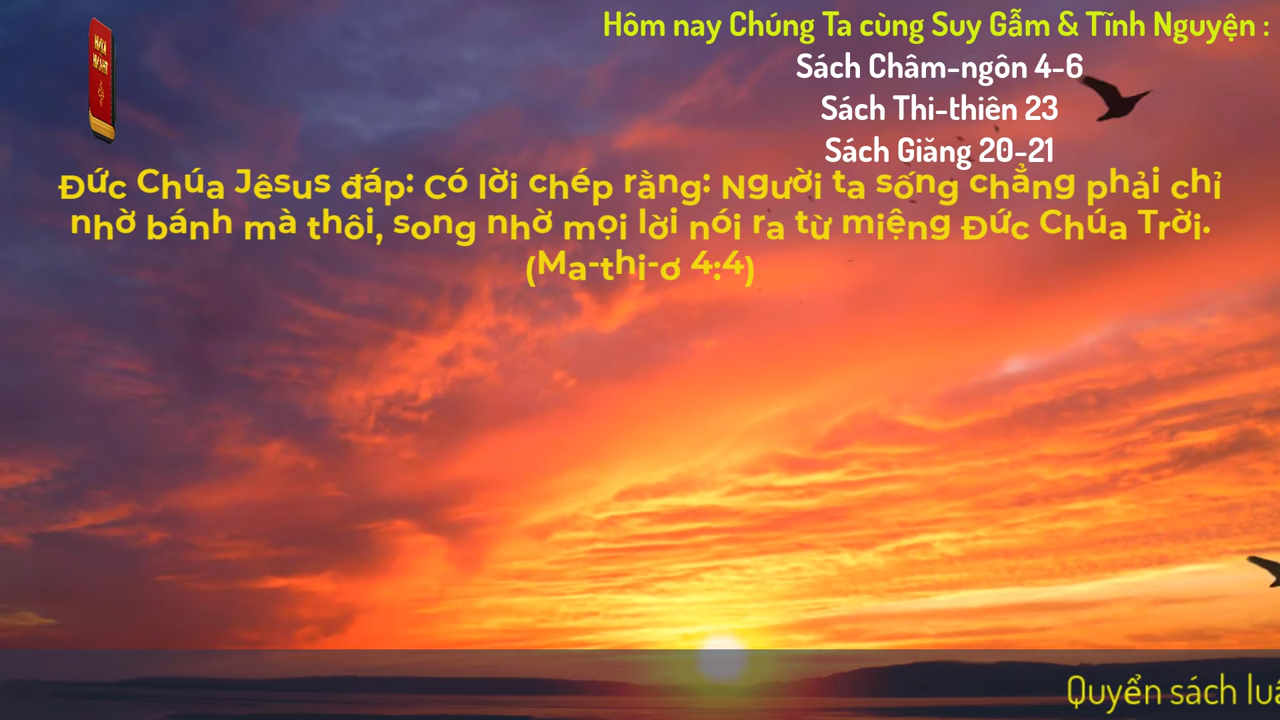 Hôm nay Chúng Ta cùng Suy Gẫm & Tĩnh Nguyện :
Sách Châm-ngôn 4-6
Sách Thi-thiên 23
Sách Giăng 20-21
KINH
THÁNH
Đức Chúa Jêsus đáp: Có lời chép rằng: Người ta sống chẳng phải chỉ
nhờ bánh mà thôi, song nhờ mọi lời nói ra từ miệng Đức Chúa Trời.
(Ma-thi-ơ 4:4)
Quyển sách